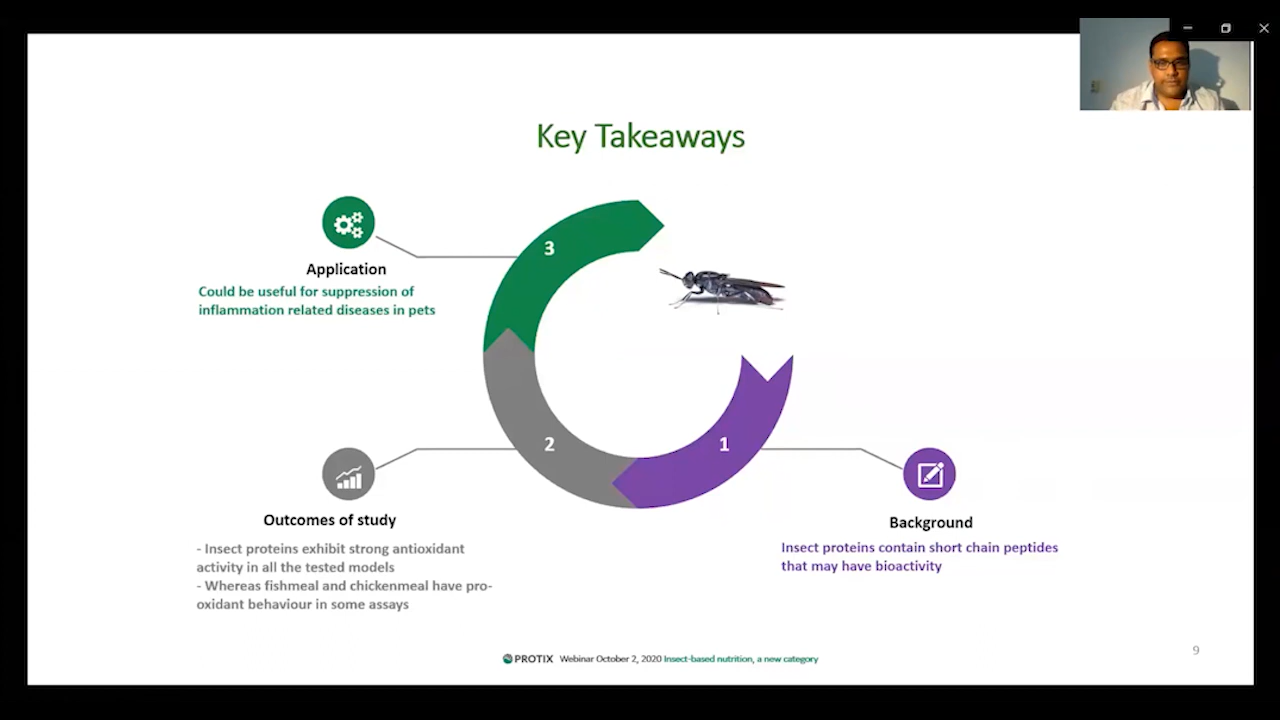 Key Takeaways
3
Application
Could be useful for suppression of
inflammation related diseases in pets
2
1
Outcomes of study
- Insect proteins exhibit strong antioxidant
activity in all the tested models
- Whereas fishmeal and chickenmeal have pro-
oxidant behaviour in some assays
Background
Insect proteins contain short chain peptides
that may have bioactivity
PROTIX Webinar October 2, 2020 Insect-based nutrition, a new category
9